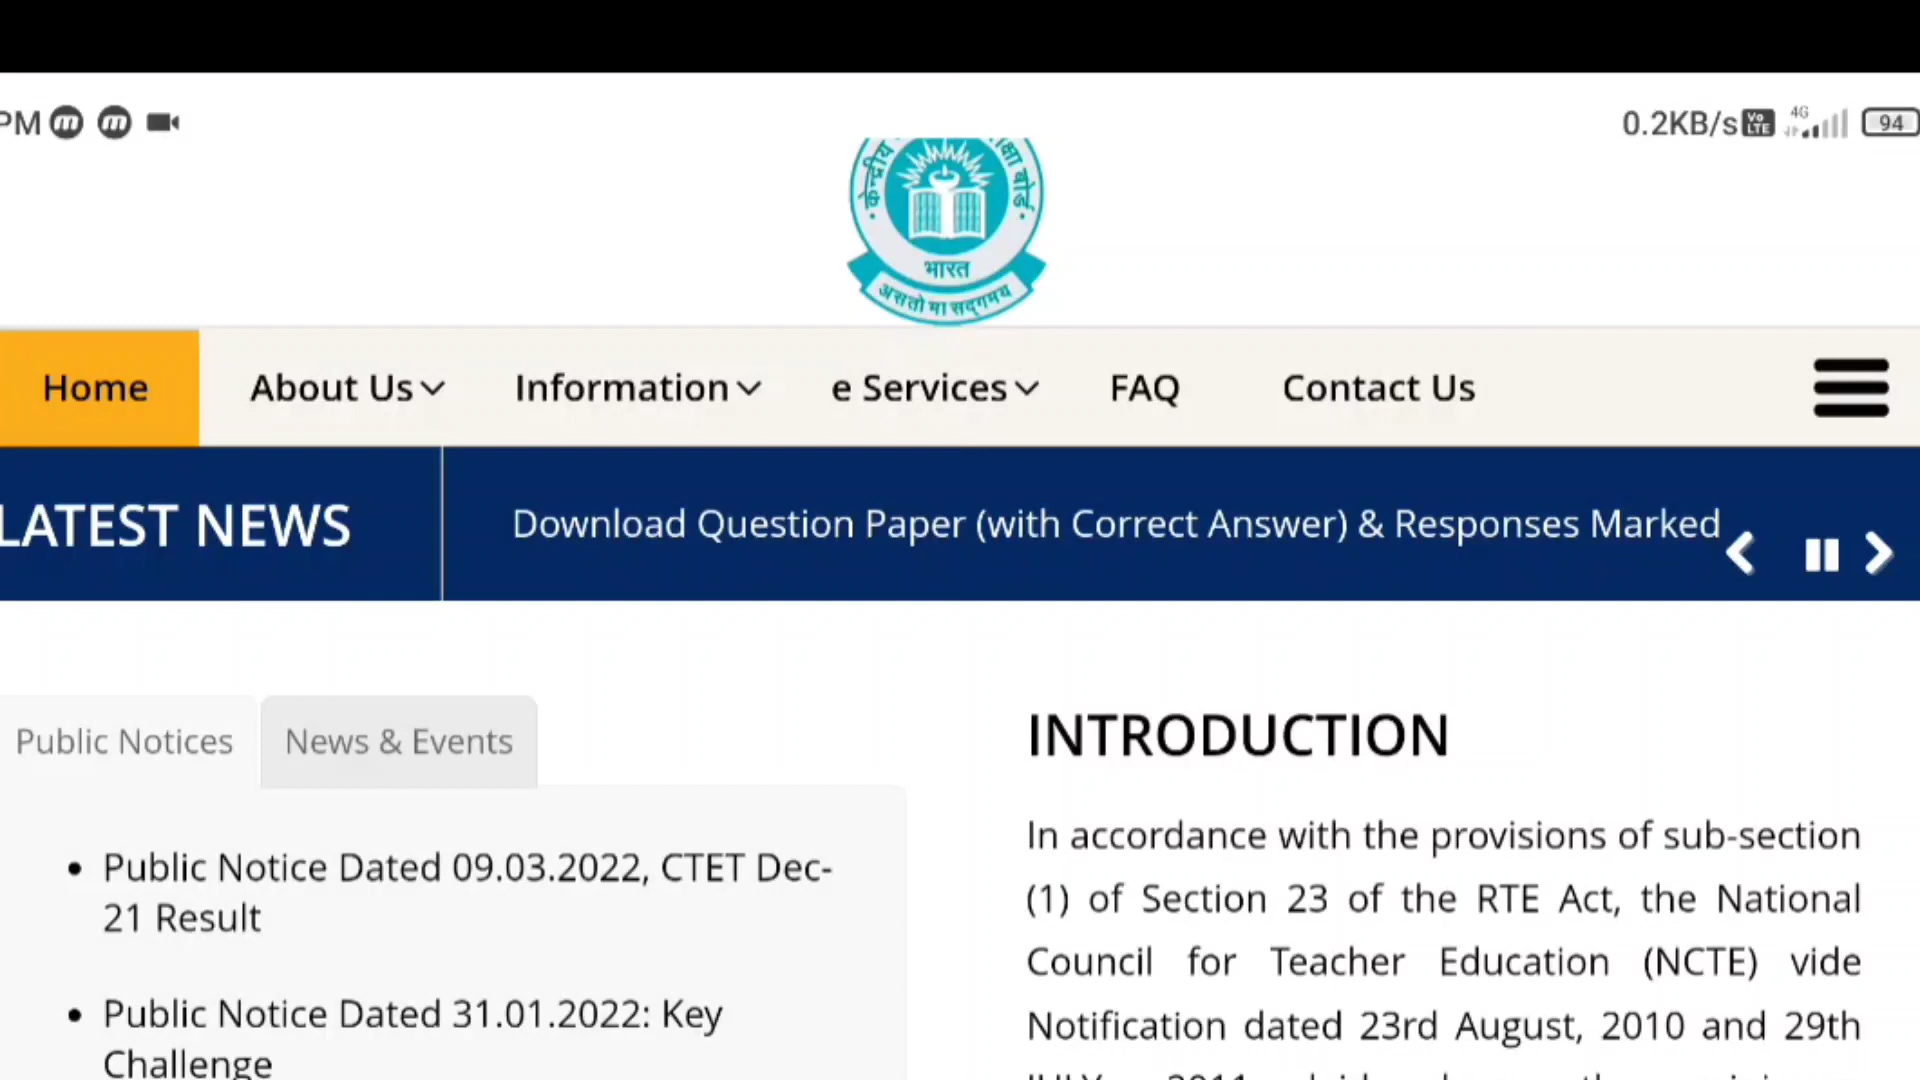 PM
0.2KB/s Vo LTE 4G 94
केन्द्रीय
बोर्ड
भारत
असतो मा सद्गमय
Home About Us Information e Services FAQ Contact Us
LATEST NEWS Download Question Paper (with Correct Answer) & Responses Marked
Public Notices News & Events
Public Notice Dated 09.03.2022, CTET Dec-
21 Result
Public Notice Dated 31.01.2022: Key
Challenge
INTRODUCTION
In accordance with the provisions of sub-section
(1) of Section 23 of the RTE Act, the National
Council for Teacher Education (NCTE) vide
Notification dated 23rd August, 2010 and 29th